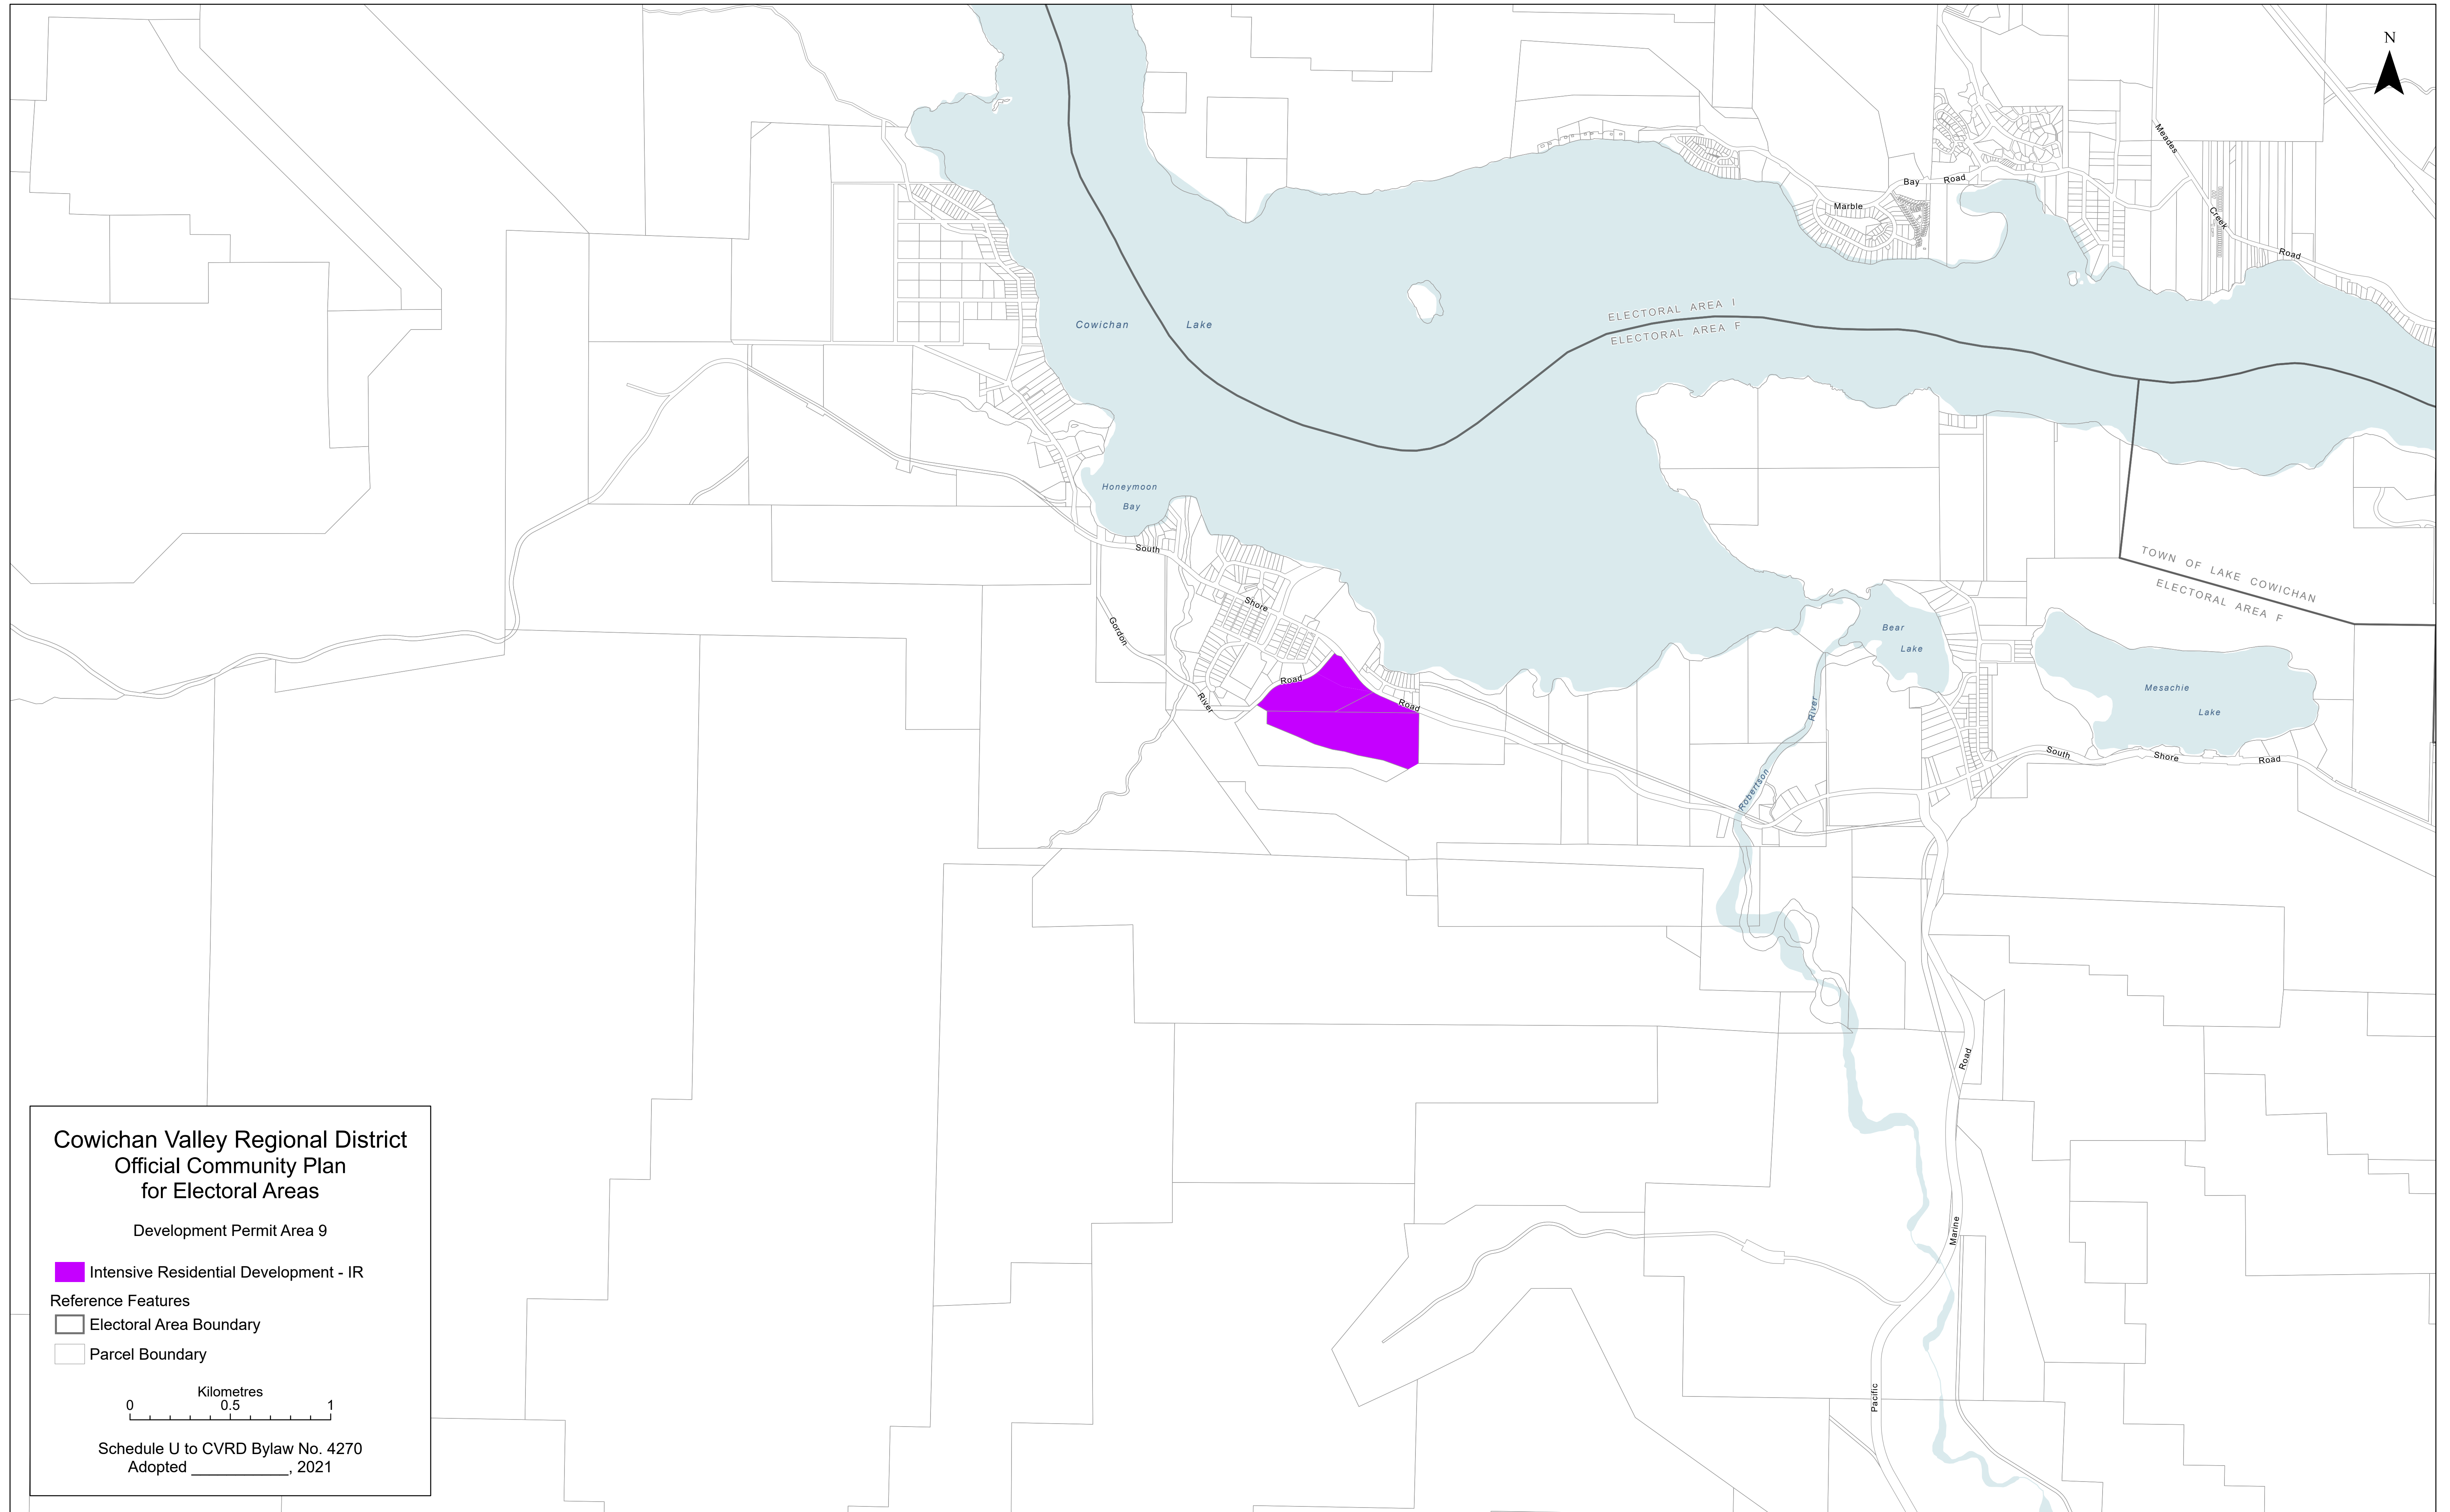 N
Meades
Bay Road
Marble
Creek
Road
ELECTORAL AREA I
ELECTORAL AREA F
Cowichan Lake
Honeymoon
Bay
South
TOWN OF LAKE COWICHAN
ELECTORAL AREA F
Shore
Gordon
Bear
Lake
Road
River
Road
Mesachie
Lake
River
Robertson
South
Shore
Road
Road
Marine
Pacific
Cowichan Valley Regional District
Official Community Plan
for Electoral Areas
Development Permit Area 9
Intensive Residential Development - IR
Reference Features
Electoral Area Boundary
Parcel Boundary
Kilometres
0 0.5 1
Schedule U to CVRD Bylaw No. 4270
Adopted ___________, 2021